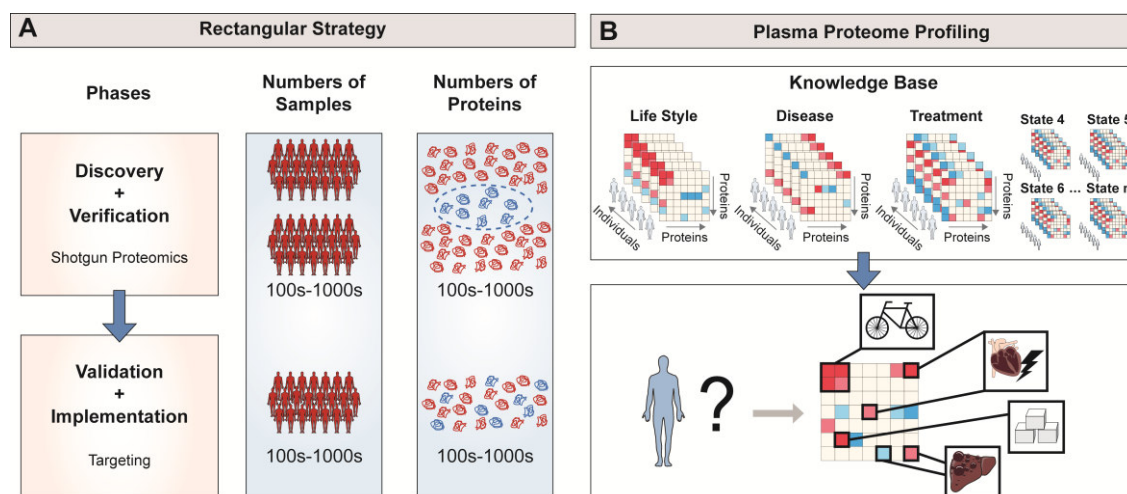 A
Rectangular Strategy
Phases
Numbers of
Samples
Numbers of
Proteins
Discovery
+
Verification
Shotgun Proteomics
100s-1000s
100s-1000s
Validation
+
Implementation
Targeting
100s-1000s
100s-1000s
B
Plasma Proteome Profiling
Knowledge Base
Life Style
Disease
Treatment
State 4
State 5
State 6 ... State n
Individuals
Proteins
Individuals
Proteins
Proteins
Individuals
Proteins
Proteins
?